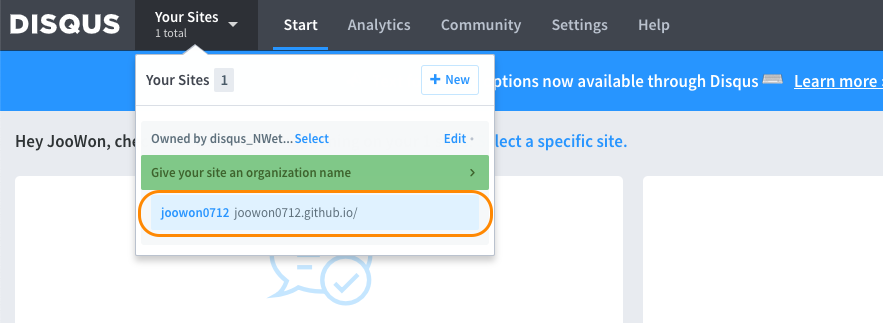 DISQUS
Your Sites
1 total
Start
Analytics
Community
Settings
Help
Your Sites 1
+ New
ptions now available through Disqus
Learn more
Owned by disqus_NWet... Select
Edit
Hey JooWon, che
lect a specific site.
Give your site an organization name
joowon0712 joowon0712.github.io/